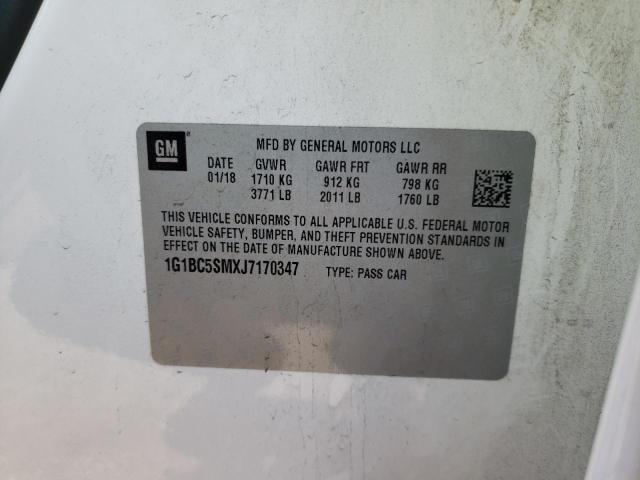 GM
MFD BY GENERAL MOTORS LLC
DATE GVWR GAWR FRT GAWR RR
01/18 1710 KG 912 KG 798 KG
3771 LB 2011 LB 1760 LB
THIS VEHICLE CONFORMS TO ALL APPLICABLE U.S. FEDERAL MOTOR
VEHICLE SAFETY, BUMPER, AND THEFT PREVENTION STANDARDS IN
EFFECT ON THE DATE OF MANUFACTURE SHOWN ABOVE.
1G1BC5SMXJ7170347 TYPE: PASS CAR